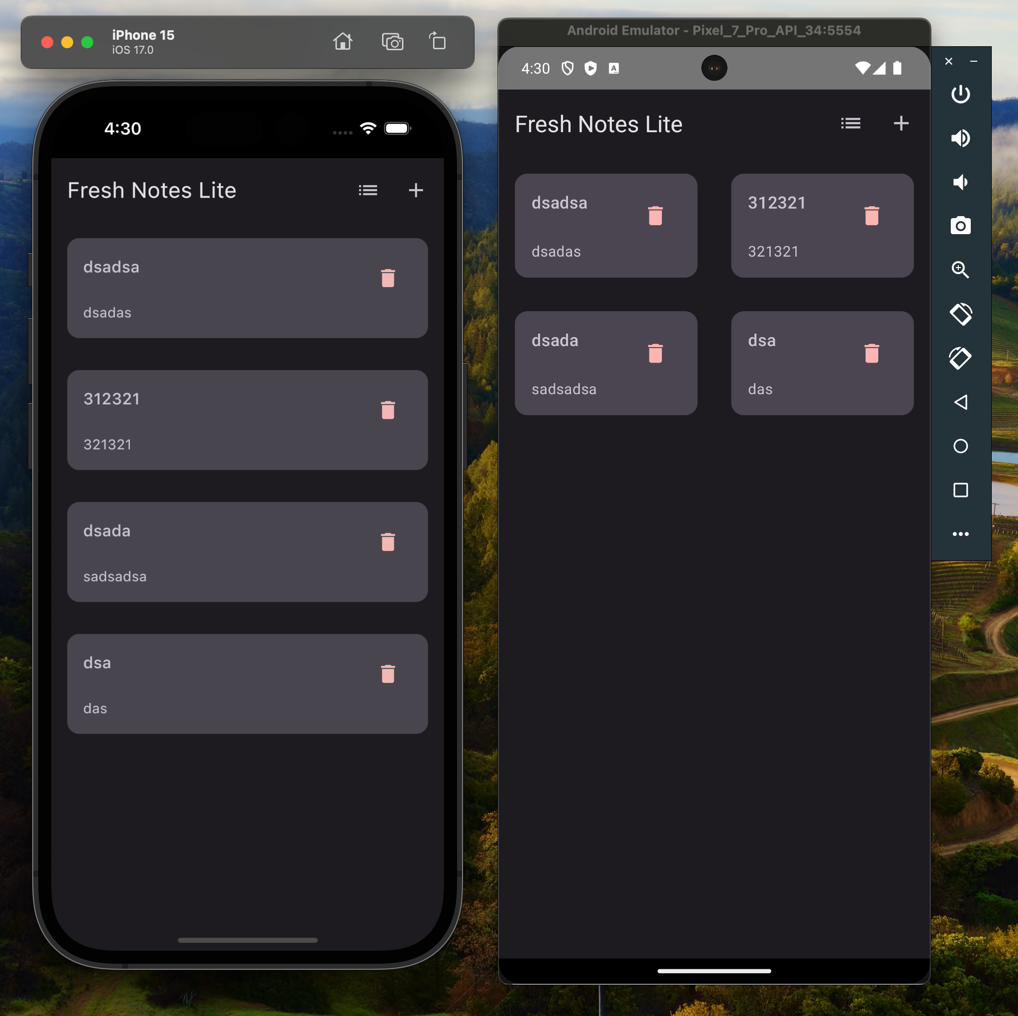 iPhone 15
iOS 17.0
4:30
Fresh Notes Lite
dsadsa
dsadas
312321
321321
dsada
sadsadsa
dsa
das
Android Emulator - Pixel_7_Pro_API_34:5554
4:30
Fresh Notes Lite
dsadsa
dsadas
312321
321321
dsada
sadsadsa
dsa
das